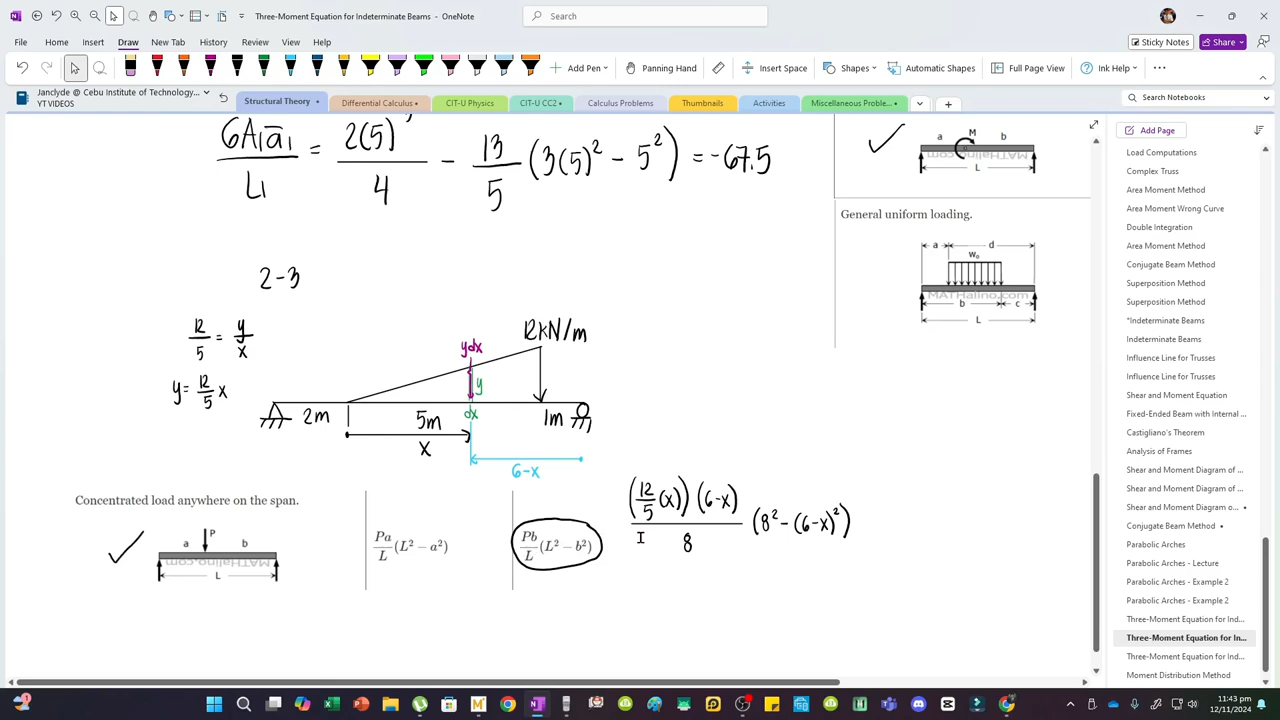 Three-Moment Equation for Indeterminate Beams - OneNote
Search
File Home Insert Draw New Tab History Review View Help
Sticky Notes
Share
Add Pen
Panning Hand
Insert Space
Shapes
Automatic Shapes
Full Page View
Ink Help
Janclyde @ Cebu Institute of Technology...
YT VIDEOS
Structural Theory
Differential Calculus
CIT-U Physics
CIT-U CC2
Calculus Problems
Thumbnails
Activities
Miscellaneous Proble...
Search Notebooks
Add Page
6A₁a̅₁/L₁ = 2(5)/4 - 13/5 (3(5)² - 5²) = -67.5
2-3
12/5 = y/x
y = 12/5 x
ydx
12kN/m
y
dx
2m
5m
1m
x
6-x
Concentrated load anywhere on the span.
P
a b
MATHalino.com
L
Pa/L (L² - a²)
Pb/L (L² - b²)
(12/5 (x)) (6-x) / 8 (8² - (6-x)²)
M
a b
MATHalino.com
L
General uniform loading.
a d
w₀
MATHalino.com
b c
L
Load Computations
Complex Truss
Area Moment Method
Area Moment Wrong Curve
Double Integration
Area Moment Method
Conjugate Beam Method
Superposition Method
Superposition Method
*Indeterminate Beams
Indeterminate Beams
Influence Line for Trusses
Influence Line for Trusses
Shear and Moment Equation
Fixed-Ended Beam with Internal ...
Castigliano's Theorem
Analysis of Frames
Shear and Moment Diagram of ...
Shear and Moment Diagram of ...
Shear and Moment Diagram o...
Conjugate Beam Method
Parabolic Arches
Parabolic Arches - Lecture
Parabolic Arches - Example 2
Parabolic Arches - Example 2
Three-Moment Equation for Ind...
Three-Moment Equation for In...
Three-Moment Equation for Ind...
Moment Distribution Method
11:43 pm
12/11/2024